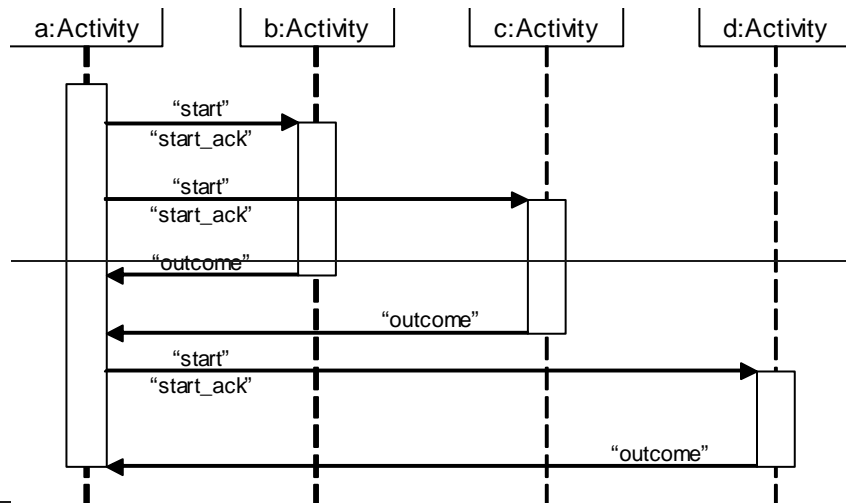 a:Activity b:Activity c:Activity d:Activity
“start”
“start_ack”
“start”
“start_ack”
“outcome”
“outcome”
“start”
“start_ack”
“outcome”